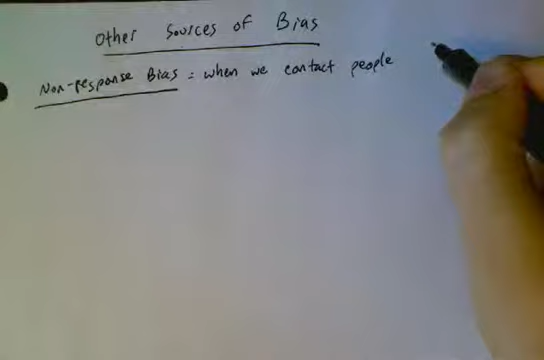 Other Sources of Bias
Non-response Bias = when we contact people